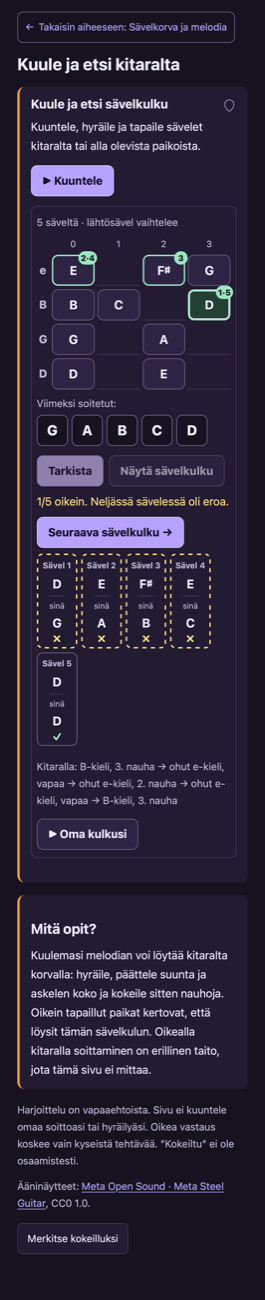 ← Takaisin aiheeseen: Sävelkorva ja melodia
Kuule ja etsi kitaralta
Kuule ja etsi sävelkulku
Kuuntele, hyräile ja tapaile sävelet
kitaralta tai alla olevista paikoista.
▶ Kuuntele
5 säveltä · lähtösävel vaihtelee
0 1 2 3
e E 2·4 F# 3 G
B B C D 1·5
G G A
D D E
Viimeksi soitetut:
G A B C D
Tarkista Näytä sävelkulku
1/5 oikein. Neljässä sävelessä oli eroa.
Seuraava sävelkulku →
Sävel 1 Sävel 2 Sävel 3 Sävel 4
D E F# E
sinä sinä sinä sinä
G A B C
× × × ×
Sävel 5
D
sinä
D
✓
Kitaralla: B-kieli, 3. nauha → ohut e-kieli,
vapaa → ohut e-kieli, 2. nauha → ohut e-
kieli, vapaa → B-kieli, 3. nauha
▶ Oma kulkusi
Mitä opit?
Kuulemasi melodian voi löytää kitaralta
korvalla: hyräile, päättele suunta ja
askelen koko ja kokeile sitten nauhoja.
Oikein tapaillut paikat kertovat, että
löysit tämän sävelkulun. Oikealla
kitaralla soittaminen on erillinen taito,
jota tämä sivu ei mittaa.
Harjoittelu on vapaaehtoista. Sivu ei kuuntele
omaa soittoasi tai hyräilyäsi. Oikea vastaus
koskee vain kyseistä tehtävää. ”Kokeiltu” ei ole
osaamistesti.
Ääninäytteet: Meta Open Sound · Meta Steel
Guitar, CC0 1.0.
Merkitse kokeilluksi